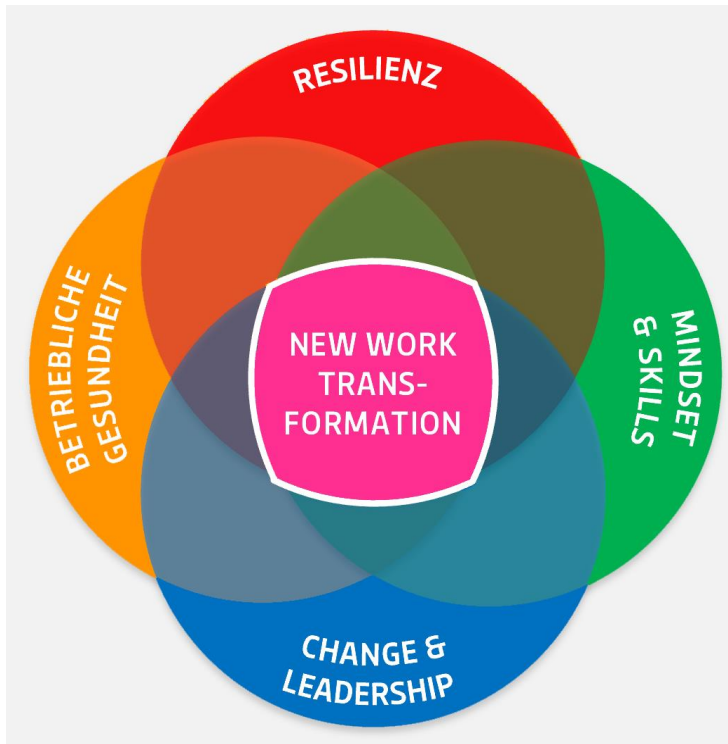 RESILIENZ
BETRIEBLICHE
GESUNDHEIT
NEW WORK
TRANS-
FORMATION
MINDSET
& SKILLS
CHANGE &
LEADERSHIP